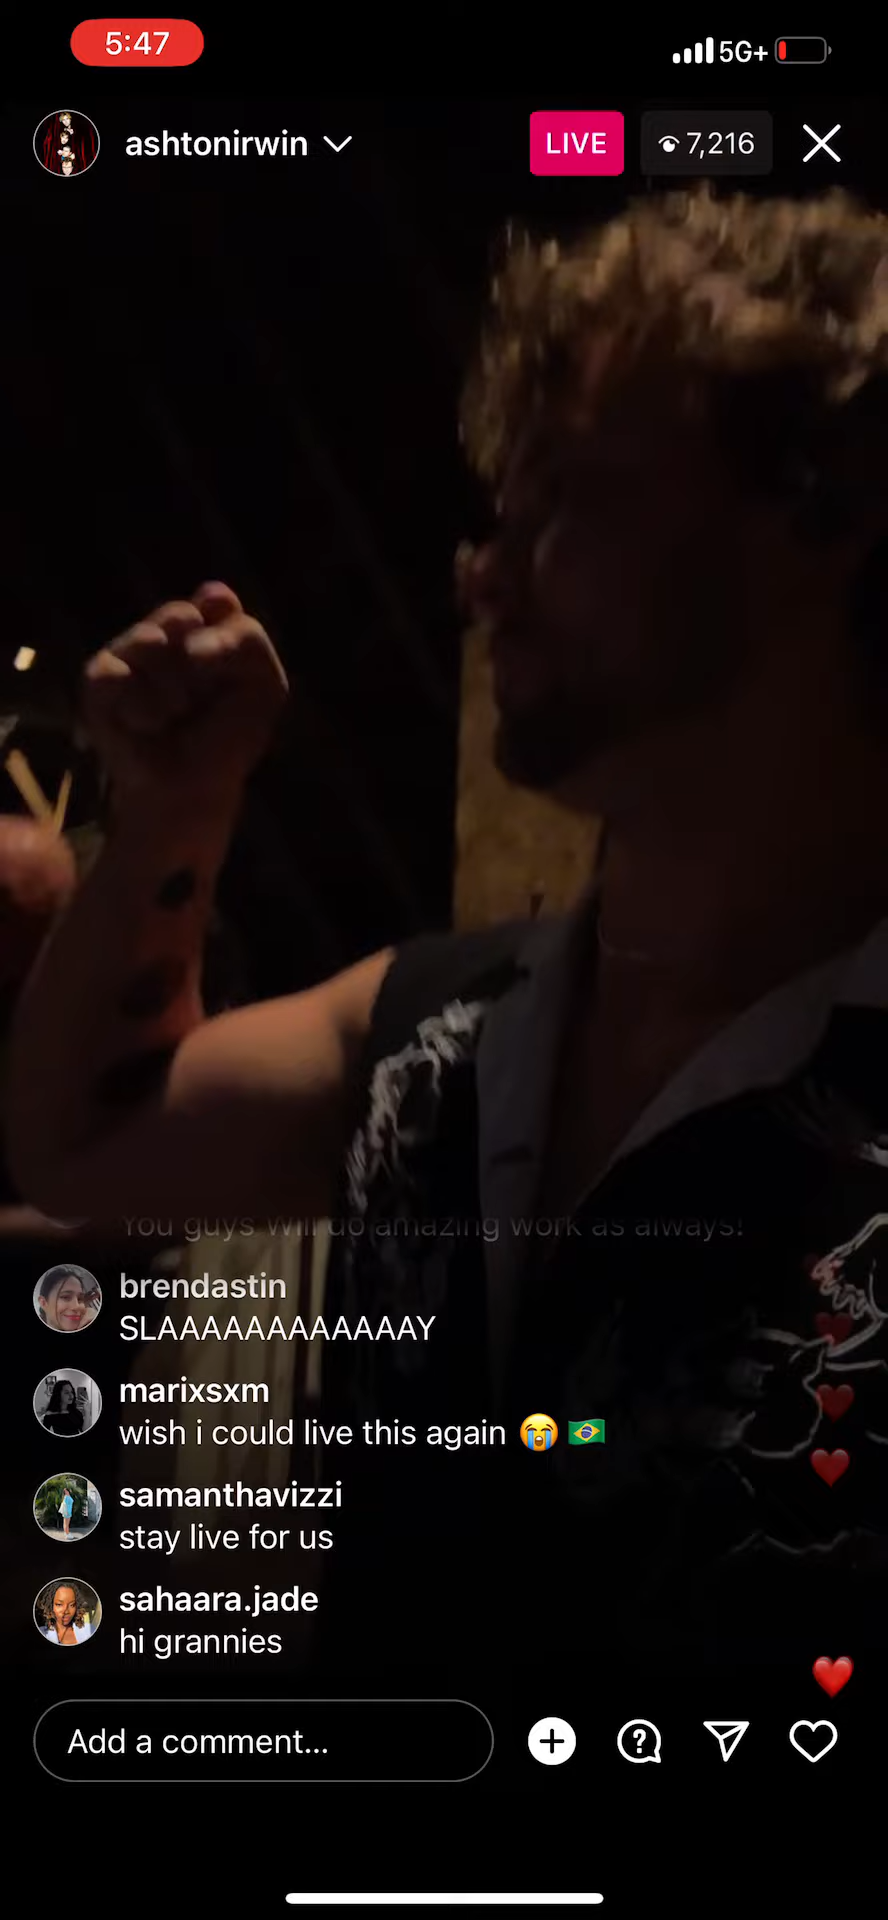 5:47
5G+
ashtonirwin
LIVE
7,216
You guys will do amazing work as always!
brendastin
SLAAAAAAAAAAAAY
marixsxm
wish i could live this again 😭 🇧🇷
samanthavizzi
stay live for us
sahaara.jade
hi grannies
Add a comment...